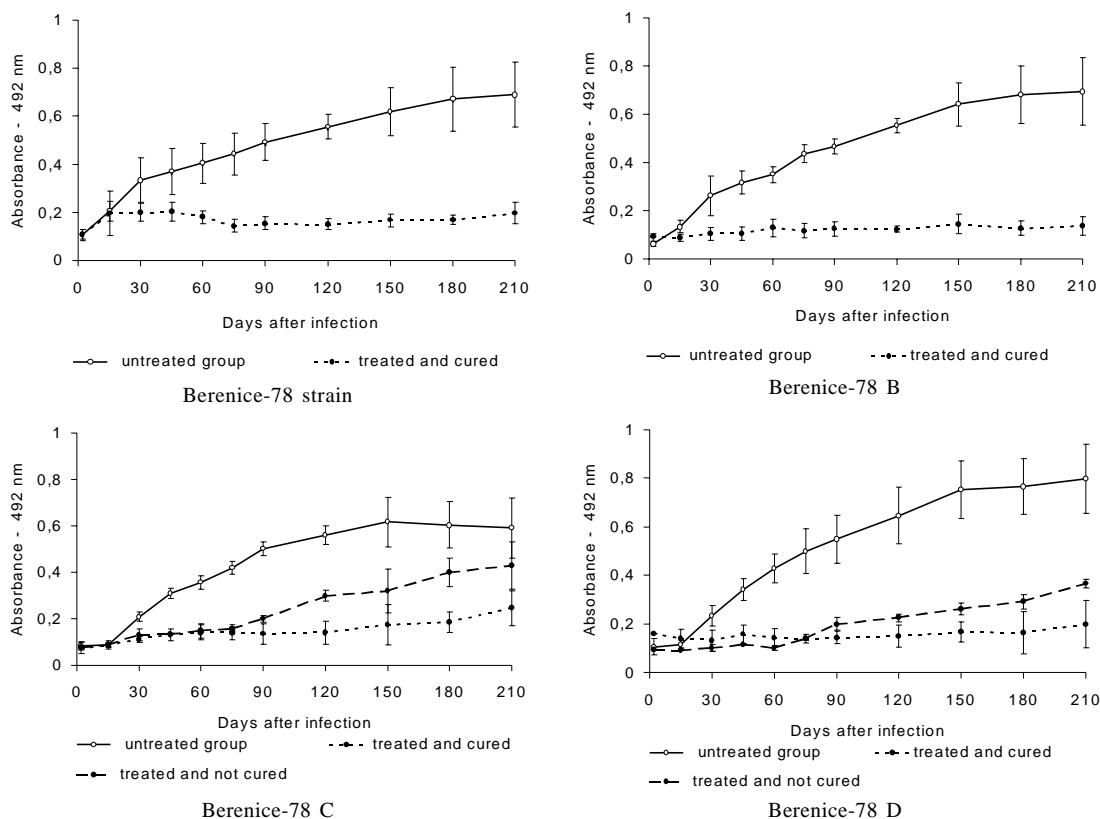 Absorbance - 492 nm
1
0,8
0,6
0,4
0,2
0
0 30 60 90 120 150 180 210
Days after infection
untreated group treated and cured
Berenice-78 strain
Absorbance - 492 nm
1
0,8
0,6
0,4
0,2
0
0 30 60 90 120 150 180 210
Days after infection
untreated group treated and cured
Berenice-78 B
Absorbance - 492 nm
1
0,8
0,6
0,4
0,2
0
0 30 60 90 120 150 180 210
Days after infection
untreated group treated and cured
treated and not cured
Berenice-78 C
Absorbance - 492 nm
1
0,8
0,6
0,4
0,2
0
0 30 60 90 120 150 180 210
Days after infection
untreated group treated and cured
treated and not cured
Berenice-78 D